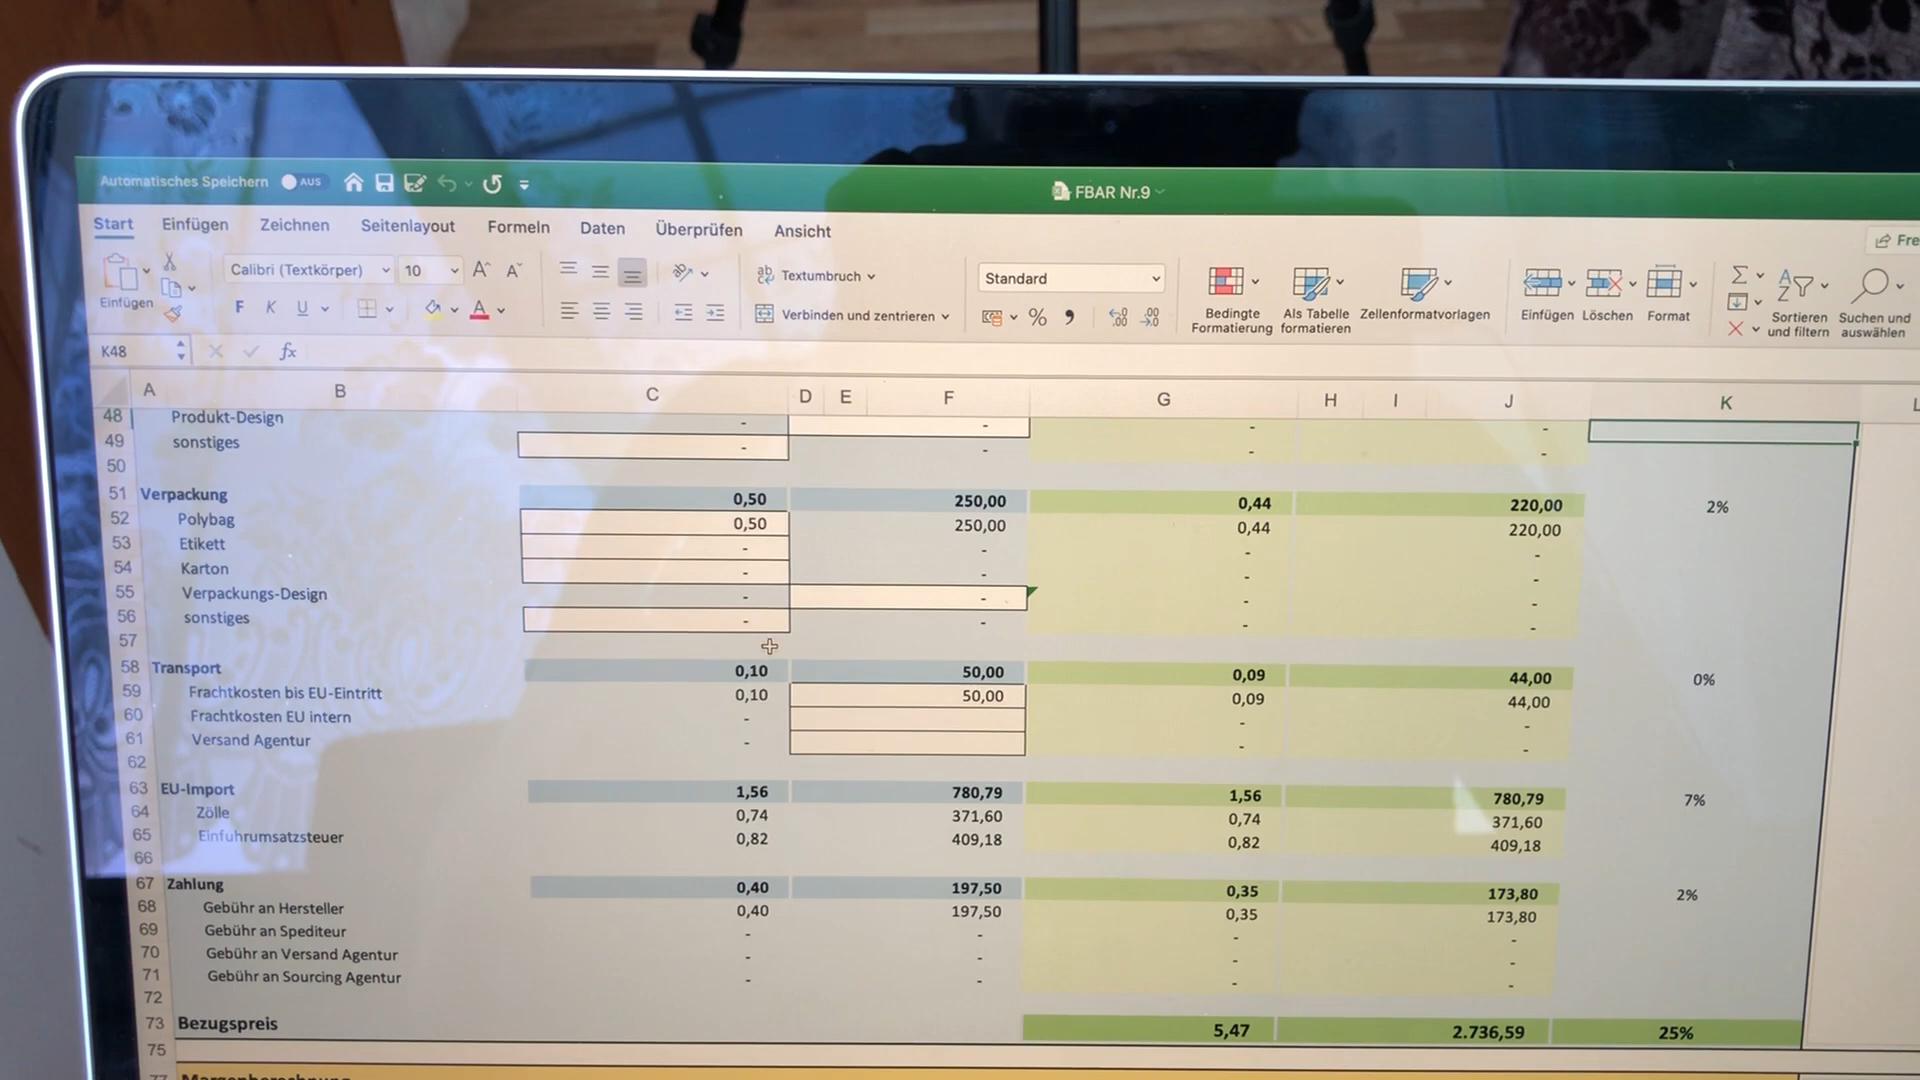 Automatisches Speichern AUS FBAR Nr.9
Start Einfügen Zeichnen Seitenlayout Formeln Daten Überprüfen Ansicht
Fre
Einfügen Calibri (Textkörper) 10 A A
F K U A
ab Textumbruch
Verbinden und zentrieren
Standard
% 000
Bedingte Formatierung
Als Tabelle formatieren
Zellenformatvorlagen
Einfügen Löschen Format
Sortieren und filtern
Suchen und auswählen
K48 fx
A B C D E F G H I J K L
48 Produkt-Design - - - -
49 sonstiges - - - -
50
51 Verpackung 0,50 250,00 0,44 220,00 2%
52 Polybag 0,50 250,00 0,44 220,00
53 Etikett - - - -
54 Karton - - - -
55 Verpackungs-Design - - - -
56 sonstiges - - - -
57
58 Transport 0,10 50,00 0,09 44,00 0%
59 Frachtkosten bis EU-Eintritt 0,10 50,00 0,09 44,00
60 Frachtkosten EU intern - - -
61 Versand Agentur - - -
62
63 EU-Import 1,56 780,79 1,56 780,79 7%
64 Zölle 0,74 371,60 0,74 371,60
65 Einfuhrumsatzsteuer 0,82 409,18 0,82 409,18
66
67 Zahlung 0,40 197,50 0,35 173,80 2%
68 Gebühr an Hersteller 0,40 197,50 0,35 173,80
69 Gebühr an Spediteur - - - -
70 Gebühr an Versand Agentur - - - -
71 Gebühr an Sourcing Agentur - - - -
72
73 Bezugspreis 5,47 2.736,59 25%
75
77 Margenberechnung